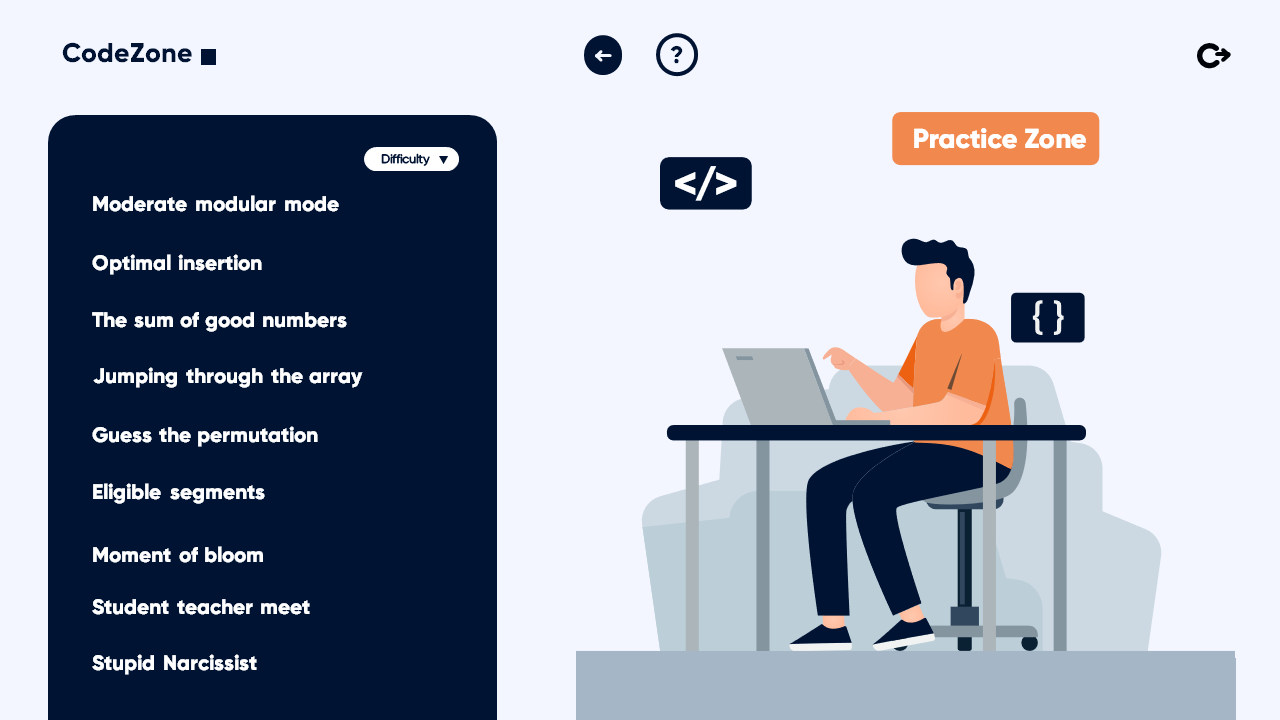 CodeZone
?
Practice Zone
</>
{ }
Difficulty ▼
Moderate modular mode
Optimal insertion
The sum of good numbers
Jumping through the array
Guess the permutation
Eligible segments
Moment of bloom
Student teacher meet
Stupid Narcissist